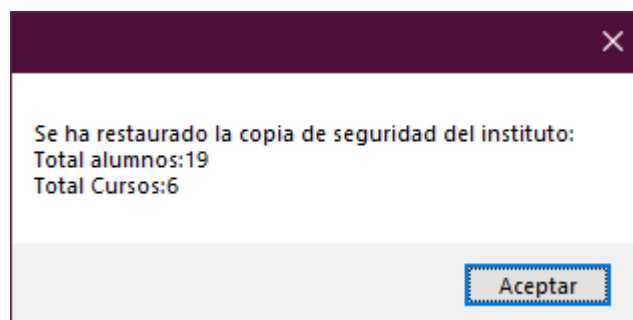 Se ha restaurado la copia de seguridad del instituto:
Total alumnos:19
Total Cursos:6
Aceptar